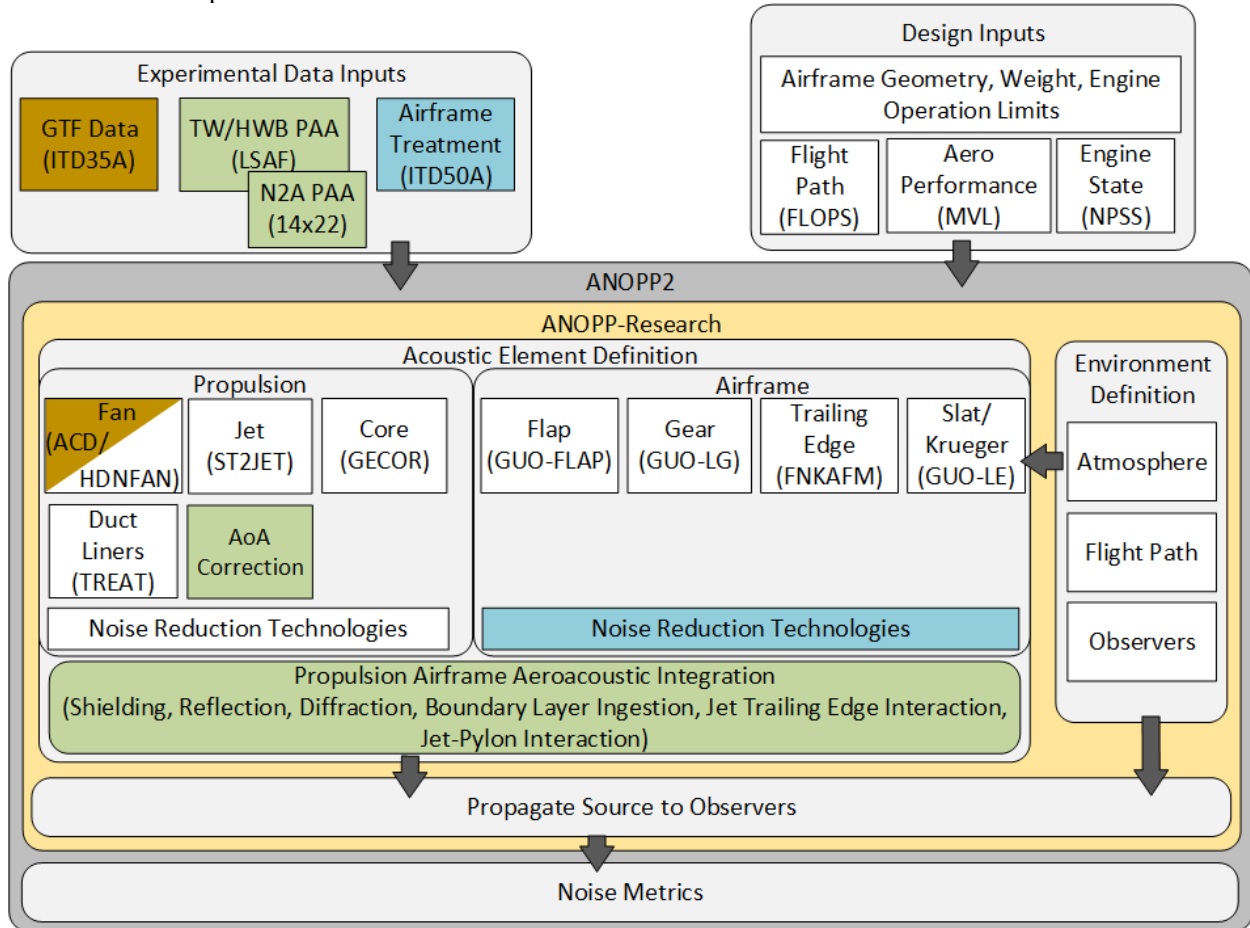 Experimental Data Inputs
GTF Data
(ITD35A)
TW/HWB PAA
(LSAF)
N2A PAA
(14x22)
Airframe
Treatment
(ITD50A)
Design Inputs
Airframe Geometry, Weight, Engine
Operation Limits
Flight
Path
(FLOPS)
Aero
Performance
(MVL)
Engine
State
(NPSS)
ANOPP2
ANOPP-Research
Acoustic Element Definition
Propulsion
Fan
(ACD/
HDNFAN)
Jet
(ST2JET)
Core
(GECOR)
Duct
Liners
(TREAT)
AoA
Correction
Noise Reduction Technologies
Airframe
Flap
(GUO-FLAP)
Gear
(GUO-LG)
Trailing
Edge
(FNKAFM)
Slat/
Krueger
(GUO-LE)
Noise Reduction Technologies
Propulsion Airframe Aeroacoustic Integration
(Shielding, Reflection, Diffraction, Boundary Layer Ingestion, Jet Trailing Edge Interaction,
Jet-Pylon Interaction)
Environment
Definition
Atmosphere
Flight Path
Observers
Propagate Source to Observers
Noise Metrics